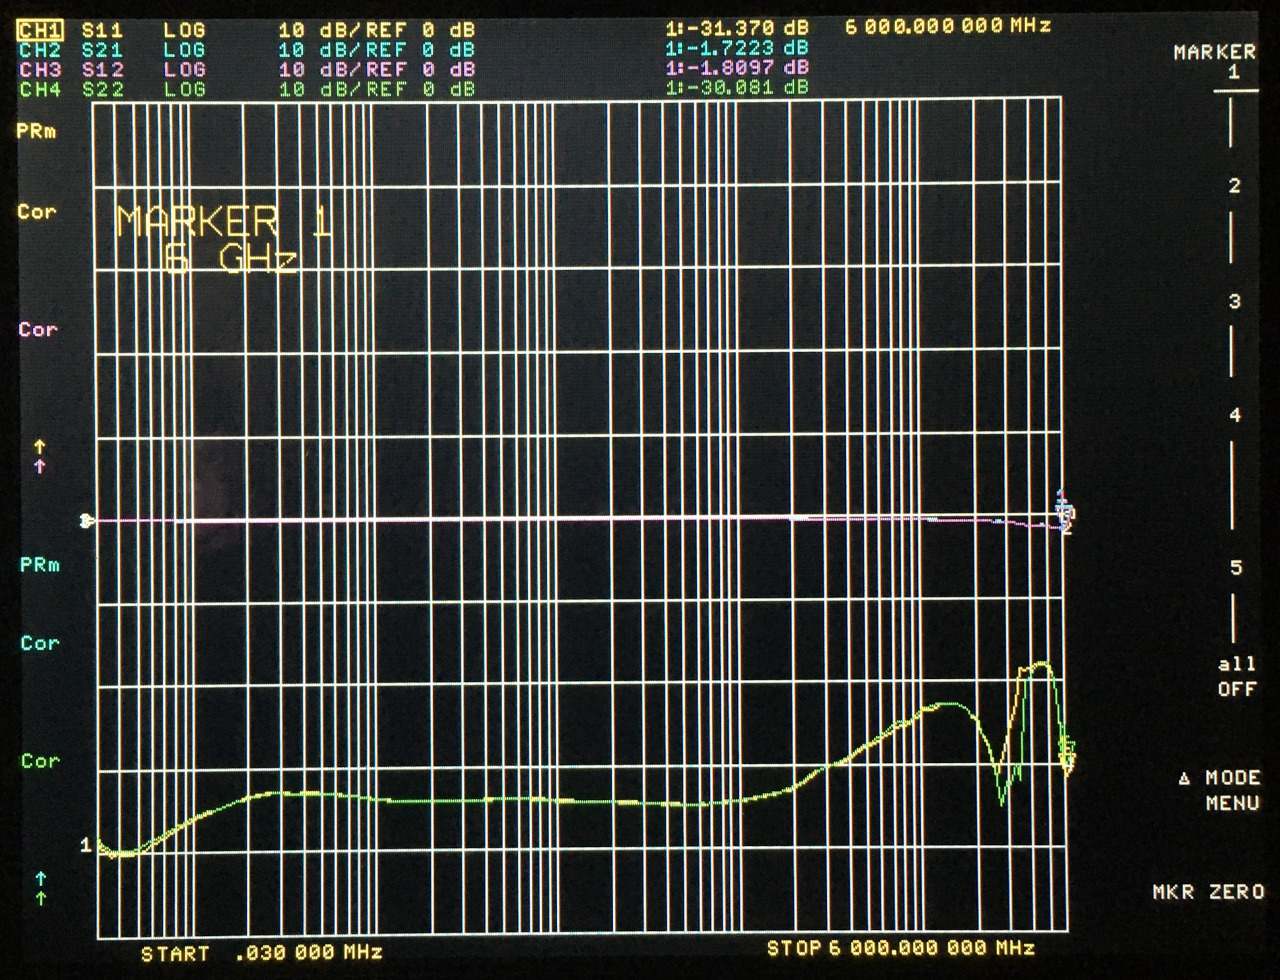 CH1 S11 LOG 10 dB/REF 0 dB 1:-31.370 dB 6 000.000 000 MHz
CH2 S21 LOG 10 dB/REF 0 dB 1:-1.7223 dB
CH3 S12 LOG 10 dB/REF 0 dB 1:-1.8097 dB
CH4 S22 LOG 10 dB/REF 0 dB 1:-30.081 dB
MARKER
1
PRm
2
Cor
MARKER 1
6 GHz
3
Cor
4
↑
↑
PRm
5
Cor
all
OFF
Cor
Δ MODE
MENU
1
↑
↑
MKR ZERO
START .030 000 MHz
STOP 6 000.000 000 MHz